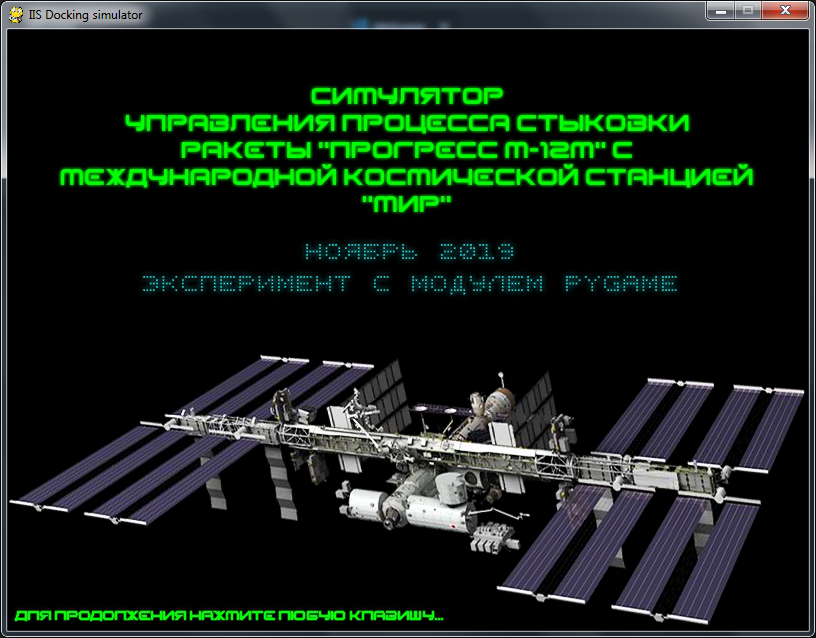 IIS Docking simulator
СИМУЛЯТОР
УПРАВЛЕНИЯ ПРОЦЕССА СТЫКОВКИ
РАКЕТЫ "ПРОГРЕСС М-12М" С
МЕЖДУНАРОДНОЙ КОСМИЧЕСКОЙ СТАНЦИЕЙ
"МИР"
НОЯБРЬ 2019
ЭКСПЕРИМЕНТ С МОДУЛЕМ PYGAME
ДЛЯ ПРОДОЛЖЕНИЯ НАЖМИТЕ ЛЮБУЮ КЛАВИШУ...